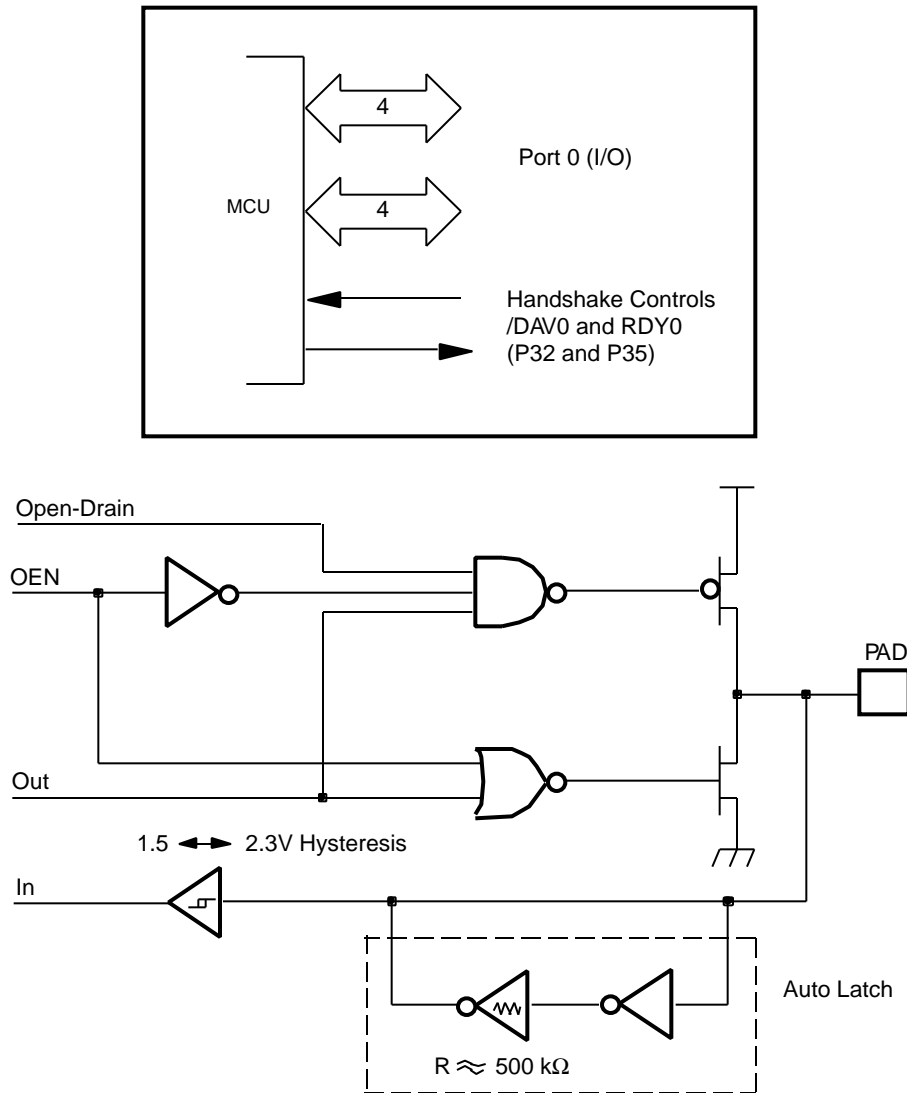 4
Port 0 (I/O)
MCU
4
Handshake Controls
/DAV0 and RDY0
(P32 and P35)
Open-Drain
OEN
PAD
Out
1.5 2.3V Hysteresis
In
Auto Latch
R ≈ 500 kΩ